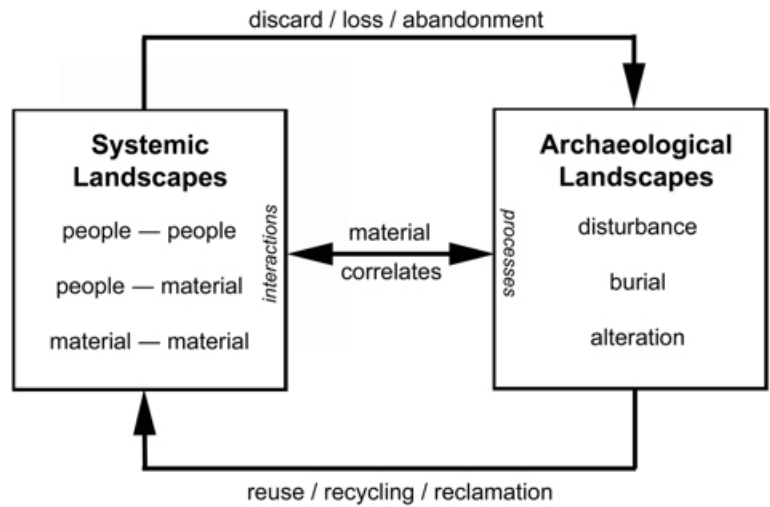 discard / loss / abandonment
Systemic
Landscapes
people — people
people — material
material — material
interactions
material
correlates
Archaeological
Landscapes
processes
disturbance
burial
alteration
reuse / recycling / reclamation